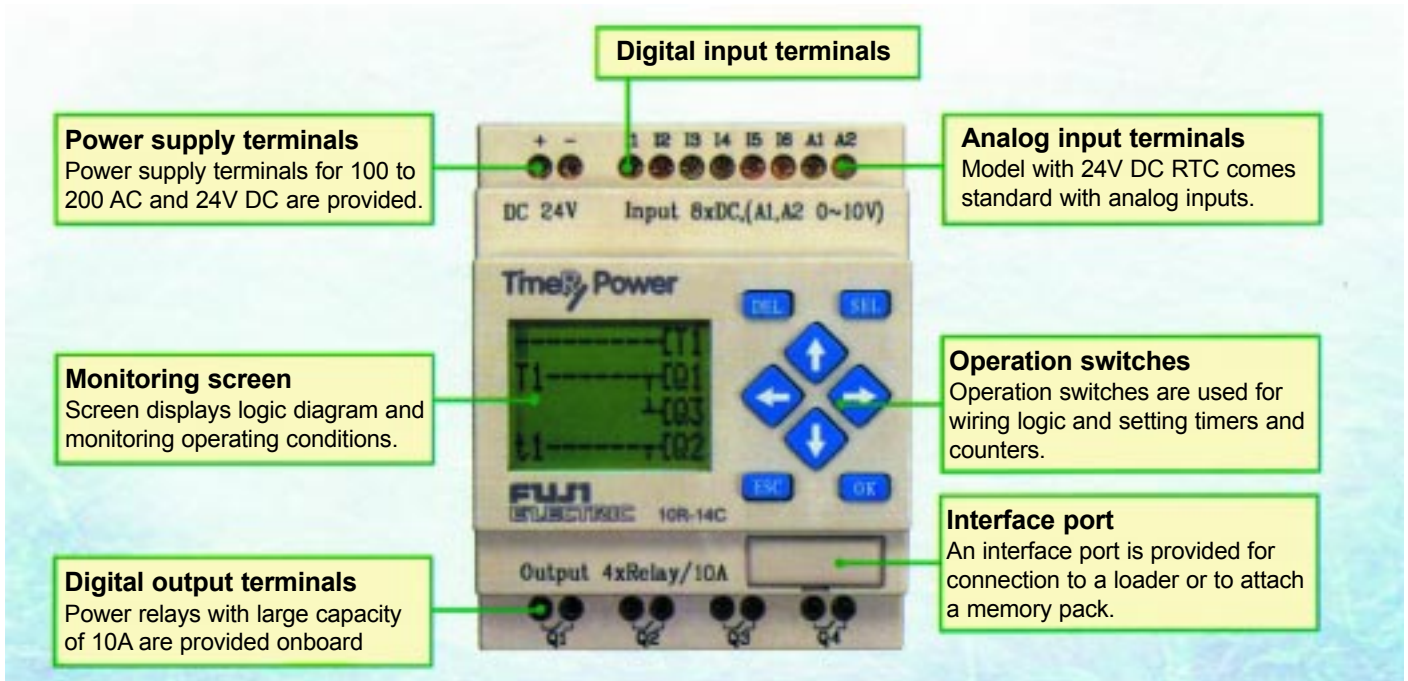 Digital input terminals
Power supply terminals
Power supply terminals for 100 to
200 AC and 24V DC are provided.
Analog input terminals
Model with 24V DC RTC comes
standard with analog inputs.
+ - I1 I2 I3 I4 I5 I6 A1 A2
DC 24V Input 8xDC,(A1,A2 0~10V)
Time Power
DEL SEL
T1
T1 Q1
Q3
t1 Q2
Monitoring screen
Screen displays logic diagram and
monitoring operating conditions.
Operation switches
Operation switches are used for
wiring logic and setting timers and
counters.
ESC OK
FUJI
ELECTRIC 10R-14C
Interface port
An interface port is provided for
connection to a loader or to attach
a memory pack.
Output 4xRelay/10A
Digital output terminals
Power relays with large capacity
of 10A are provided onboard
Q1 Q2 Q3 Q4